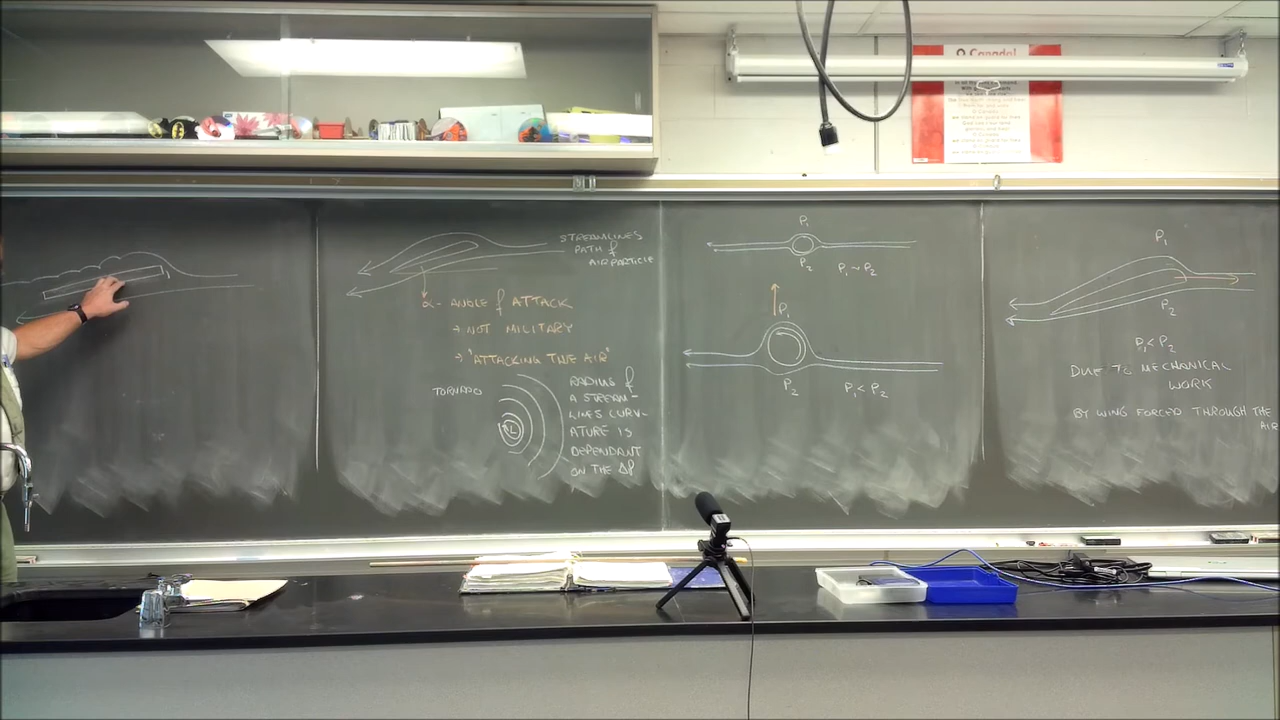 O Canada!
STREAMLINES
PATH of
AIR PARTICLE
α - ANGLE of ATTACK
→ NOT MILITARY
→ "ATTACKING THE AIR"
TORNADO
L
RADIUS of
A STREAM-
LINES CURV-
ATURE IS
DEPENDANT
ON THE ΔP
P₁
P₂
P₁ ~ P₂
P₁
P₂
P₁ < P₂
P₁
P₂
P₁ < P₂
DUE TO MECHANICAL
WORK
BY WING FORCED THROUGH THE
AIR